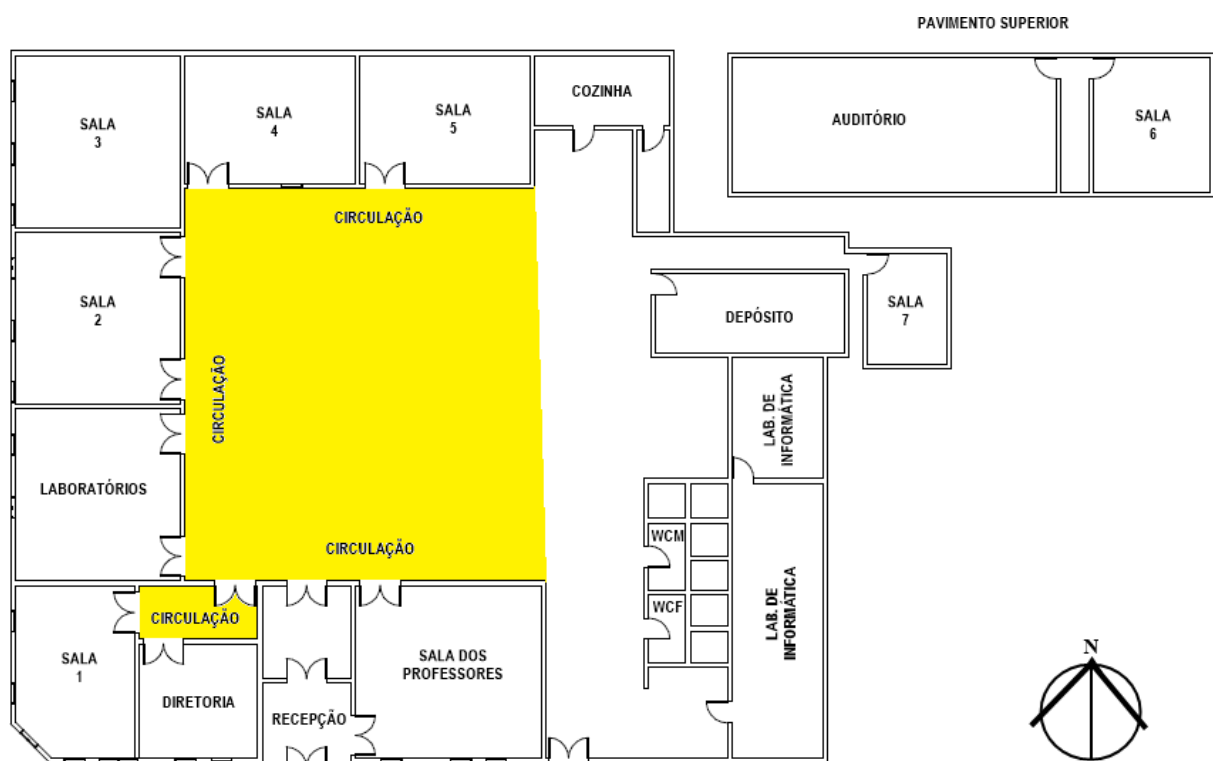 PAVIMENTO SUPERIOR
SALA
3
SALA
4
SALA
5
COZINHA
AUDITÓRIO
SALA
6
CIRCULAÇÃO
SALA
2
CIRCULAÇÃO
DEPÓSITO
SALA
7
LAB. DE
INFORMÁTICA
LABORATÓRIOS
CIRCULAÇÃO
WCM
WCF
LAB. DE
INFORMÁTICA
CIRCULAÇÃO
SALA
1
DIRETORIA
RECEPÇÃO
SALA DOS
PROFESSORES
N